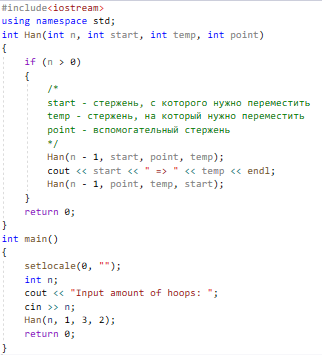 #include<iostream>
using namespace std;
int Han(int n, int start, int temp, int point)
{
    if (n > 0)
    {
        /*
        start - стержень, с которого нужно переместить
        temp - стержень, на который нужно переместить
        point - вспомогательный стержень
        */
        Han(n - 1, start, point, temp);
        cout << start << " => " << temp << endl;
        Han(n - 1, point, temp, start);
    }
    return 0;
}
int main()
{
    setlocale(0, "");
    int n;
    cout << "Input amount of hoops: ";
    cin >> n;
    Han(n, 1, 3, 2);
    return 0;
}